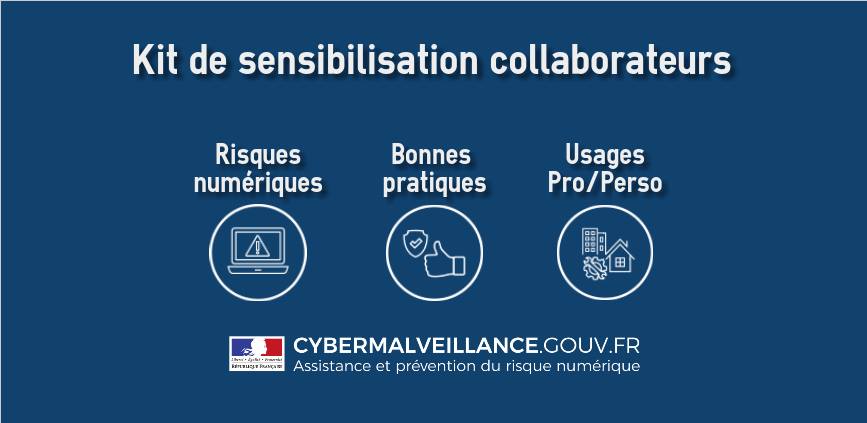 Kit de sensibilisation collaborateurs
Risques
numériques
Bonnes
pratiques
Usages
Pro/Perso
CYBERMALVEILLANCE.GOUV.FR
Assistance et prévention du risque numérique
Liberté • Égalité • Fraternité
RÉPUBLIQUE FRANÇAISE